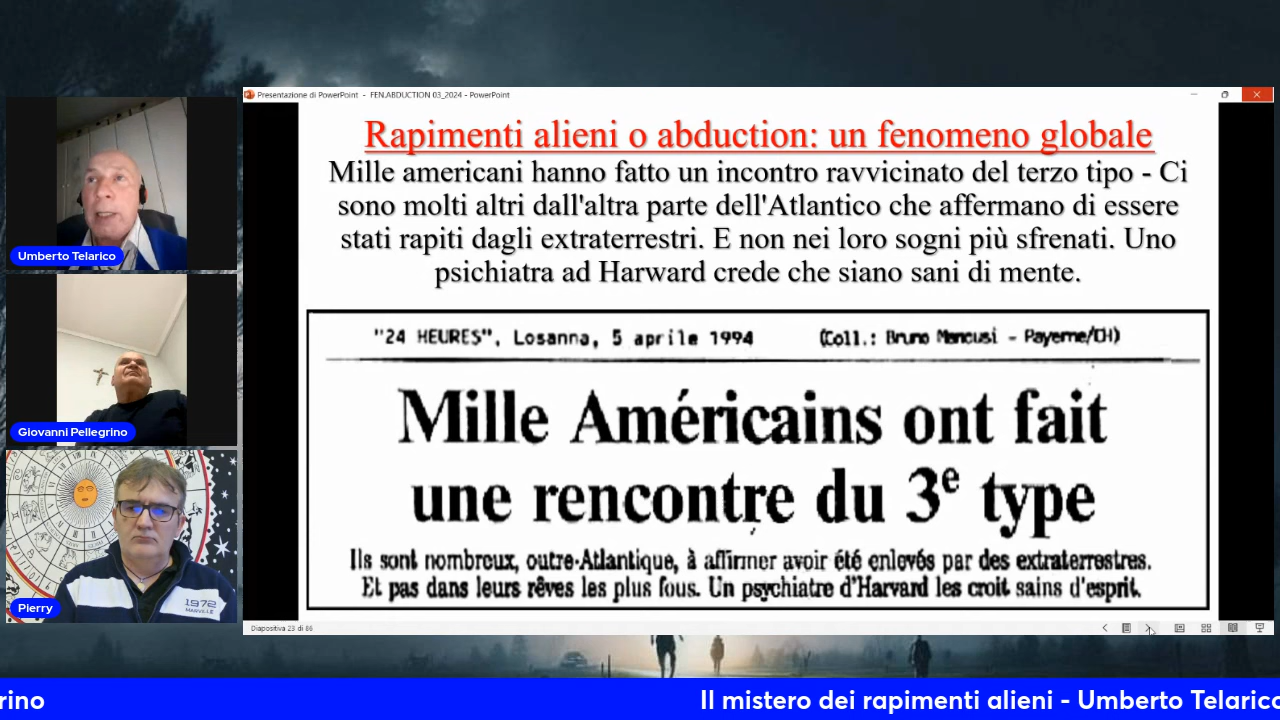 Presentazione di PowerPoint - FEN.ABDUCTION 03_2024 - PowerPoint
Rapimenti alieni o abduction: un fenomeno globale
Mille americani hanno fatto un incontro ravvicinato del terzo tipo - Ci
sono molti altri dall'altra parte dell'Atlantico che affermano di essere
stati rapiti dagli extraterrestri. E non nei loro sogni più sfrenati. Uno
psichiatra ad Harward crede che siano sani di mente.
"24 HEURES", Losanna, 5 aprile 1994 (Coll.: Bruno Mancusi - Payerne/CH)
Mille Américains ont fait
une rencontre du 3e type
Ils sont nombreux, outre-Atlantique, à affirmer avoir été enlevés par des extraterrestres.
Et pas dans leurs rêves les plus fous. Un psychiatre d'Harvard les croit sains d'esprit.
Diapositiva 23 di 86
Umberto Telarico
Giovanni Pellegrino
1972
MARVILLE
Pierry
rino Il mistero dei rapimenti alieni - Umberto Telarico